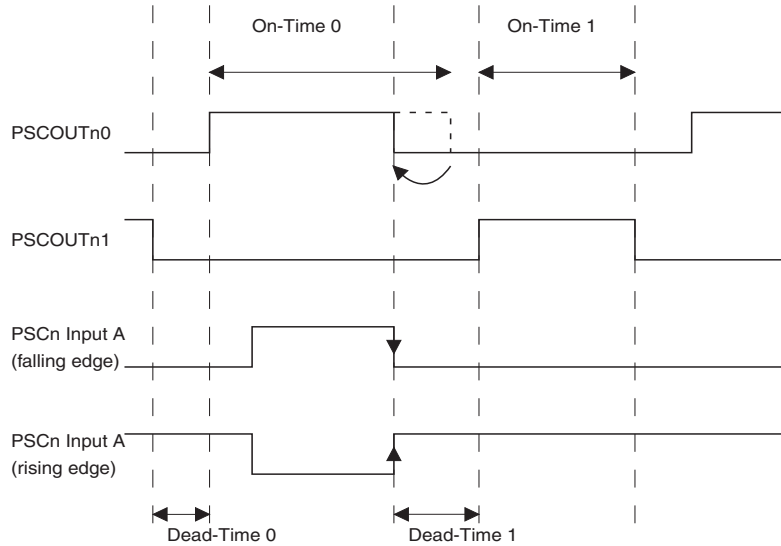 On-Time 0
On-Time 1
PSCOUTn0
PSCOUTn1
PSCn Input A
(falling edge)
PSCn Input A
(rising edge)
Dead-Time 0
Dead-Time 1